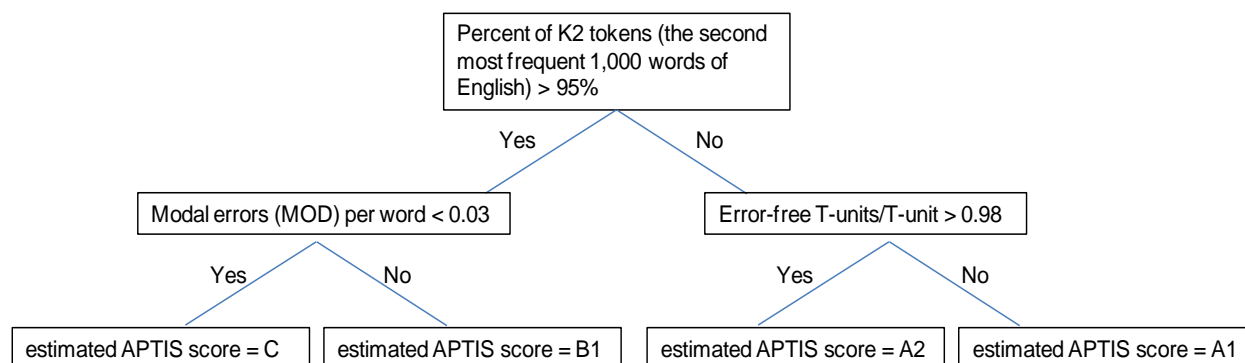 Percent of K2 tokens (the second
most frequent 1,000 words of
English) > 95%
Yes
No
Modal errors (MOD) per word < 0.03
Error-free T-units/T-unit > 0.98
Yes
No
Yes
No
estimated APTIS score = C
estimated APTIS score = B1
estimated APTIS score = A2
estimated APTIS score = A1